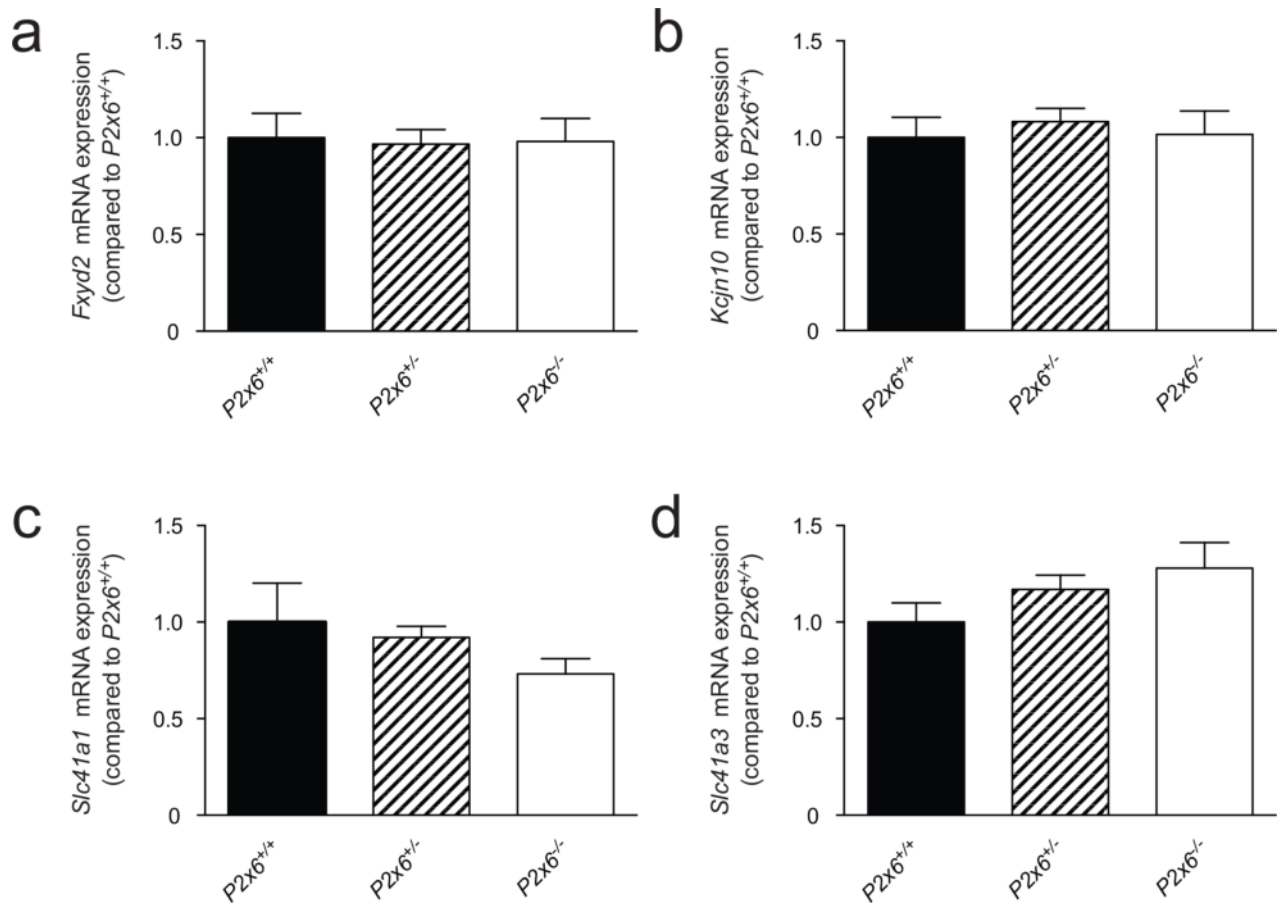 a
Fxyd2 mRNA expression
(compared to P2x6+/+)
1.5
1.0
0.5
0
P2x6+/+
P2x6+/-
P2x6-/-
b
Kcjn10 mRNA expression
(compared to P2x6+/+)
1.5
1.0
0.5
0
P2x6+/+
P2x6+/-
P2x6-/-
c
Slc41a1 mRNA expression
(compared to P2x6+/+)
1.5
1.0
0.5
0
P2x6+/+
P2x6+/-
P2x6-/-
d
Slc41a3 mRNA expression
(compared to P2x6+/+)
1.5
1.0
0.5
0
P2x6+/+
P2x6+/-
P2x6-/-